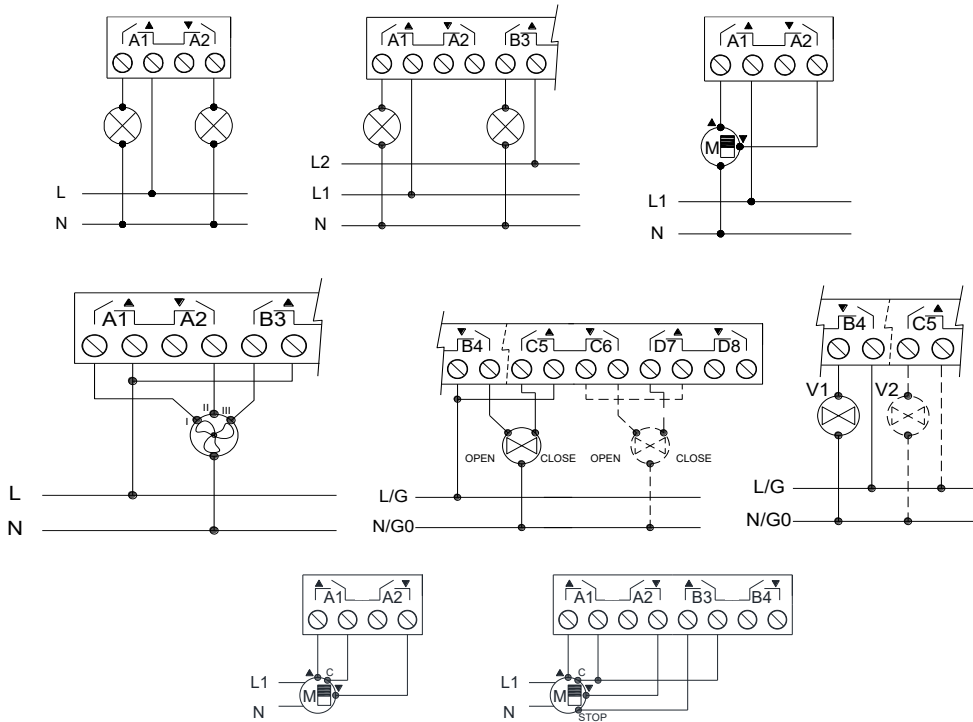 A1 A2
L
N
A1 A2 B3
L2
L1
N
A1 A2
M
L1
N
A1 A2 B3
I II III
L
N
B4 C5 C6 D7 D8
OPEN CLOSE OPEN CLOSE
L/G
N/G0
B4 C5
V1 V2
L/G
N/G0
A1 A2
C
L1
M
N
A1 A2 B3 B4
C
L1
M
N
STOP